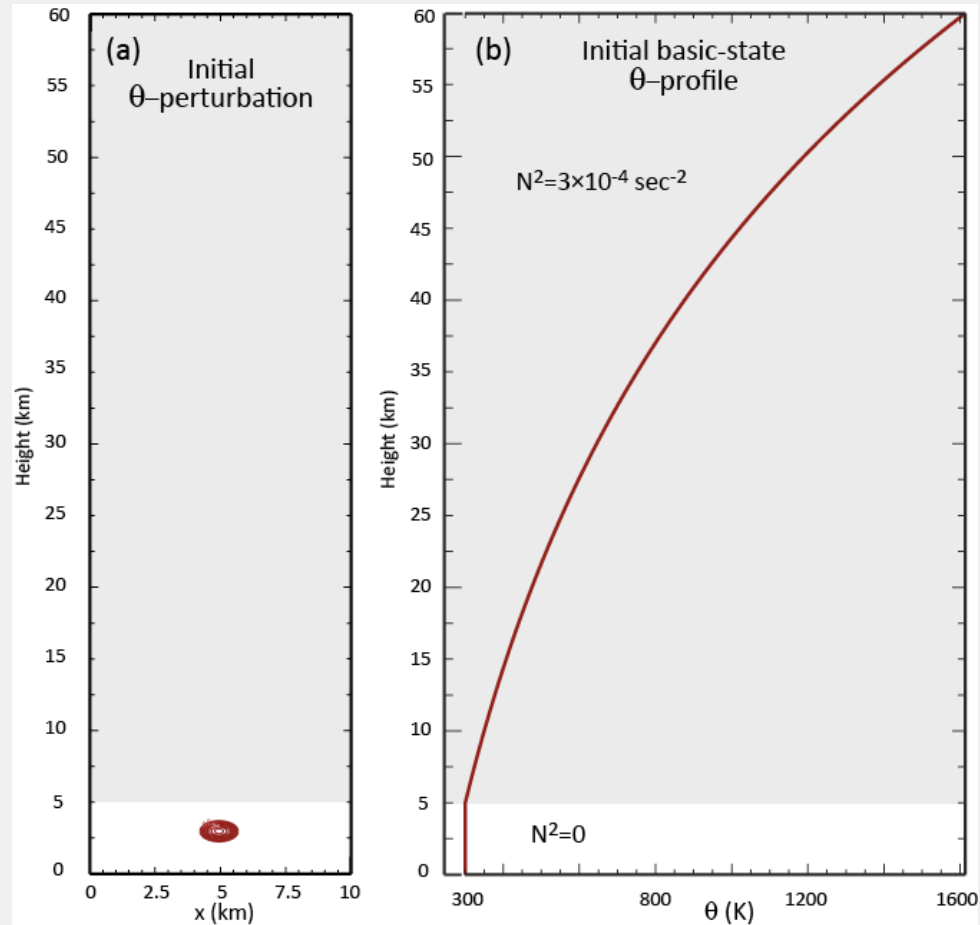 (a)
Initial
θ–perturbation
60
55
50
45
40
35
30
25
20
15
10
5
0
Height (km)
0 2.5 5 7.5 10
x (km)
(b)
Initial basic-state
θ–profile
N²=3×10⁻⁴ sec⁻²
N²=0
60
55
50
45
40
35
30
25
20
15
10
5
0
Height (km)
300 800 1200 1600
θ (K)